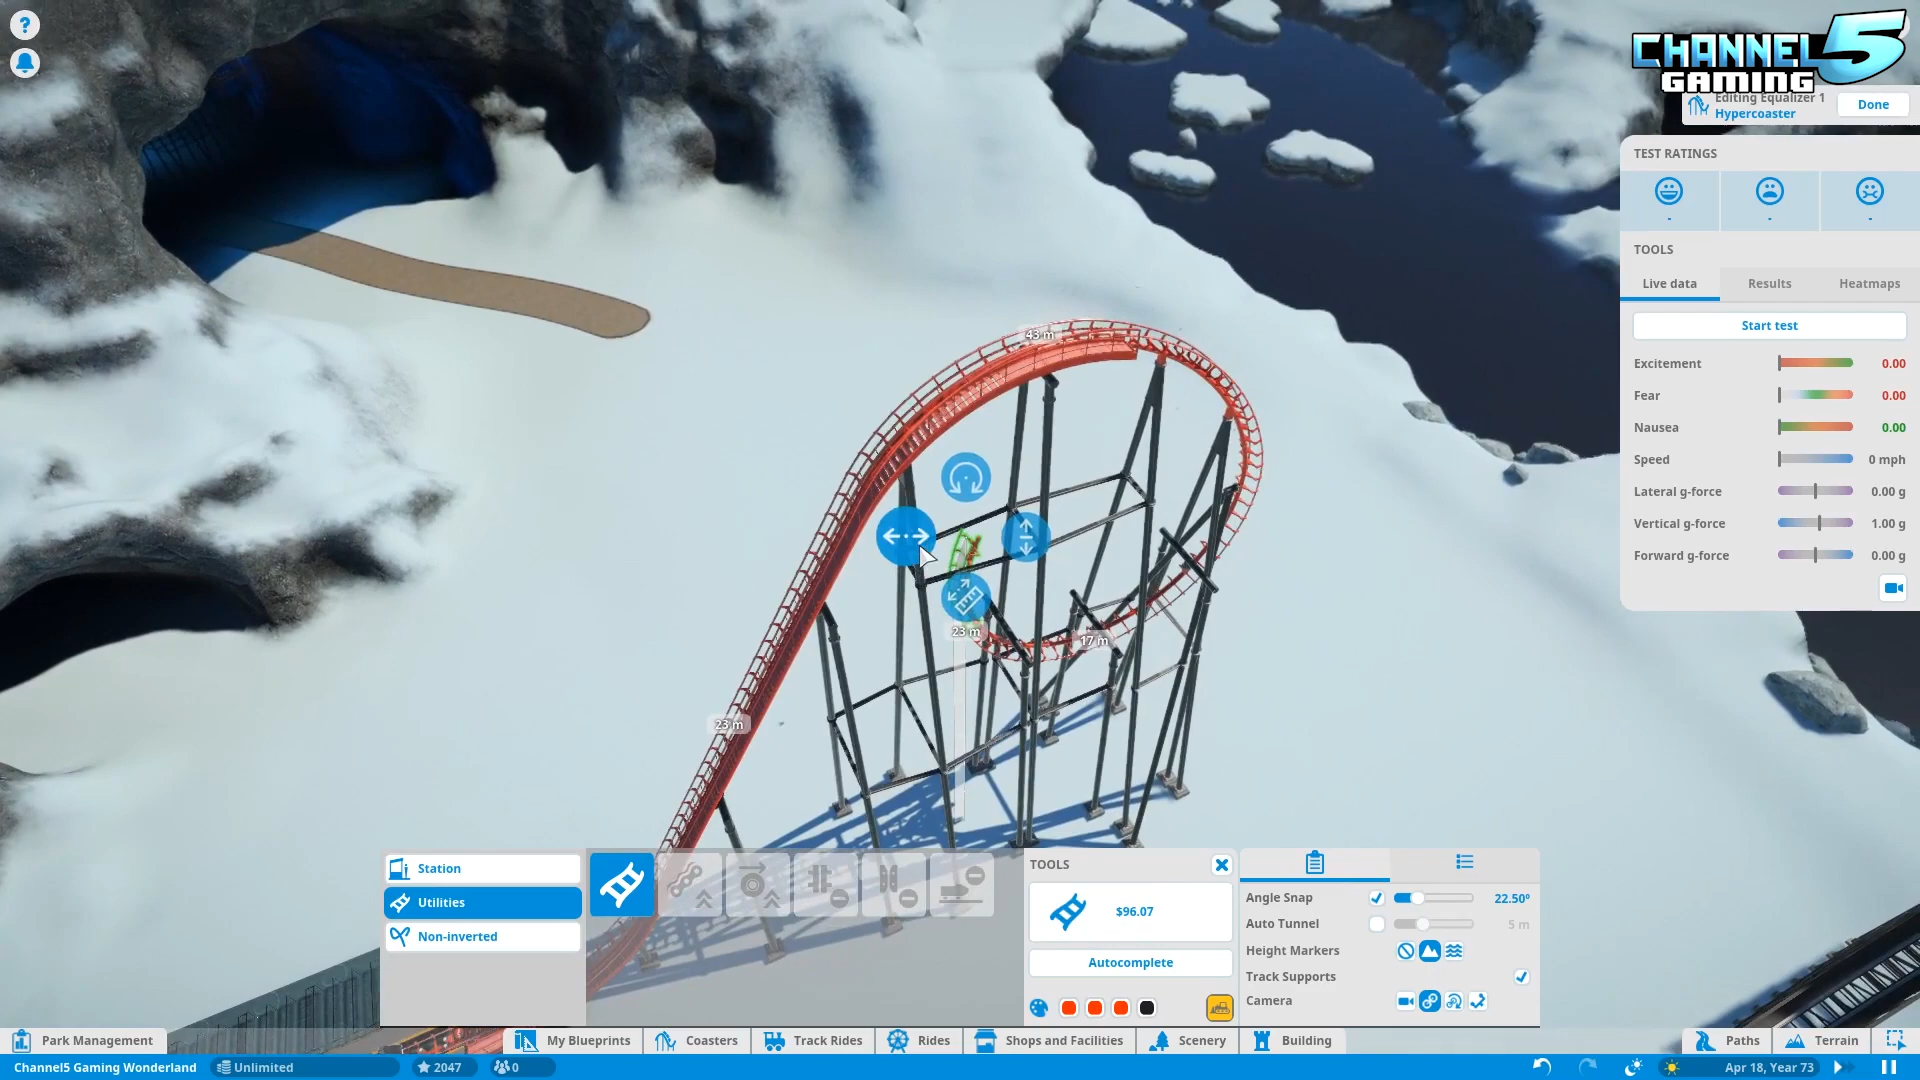 ?
CHANNEL 5
GAMING
Editing Equalizer 1
Hypercoaster
Done
TEST RATINGS
- - -
TOOLS
Live data Results Heatmaps
Start test
Excitement 0.00
Fear 0.00
Nausea 0.00
Speed 0 mph
Lateral g-force 0.00 g
Vertical g-force 1.00 g
Forward g-force 0.00 g
43 m
23 m
17 m
23 m
Station
Utilities
Non-inverted
TOOLS
$96.07
Autocomplete
Angle Snap 22.50°
Auto Tunnel 5 m
Height Markers
Track Supports
Camera
Park Management My Blueprints Coasters Track Rides Rides Shops and Facilities Scenery Building Paths Terrain
Channel5 Gaming Wonderland Unlimited 2047 0 Apr 18, Year 73